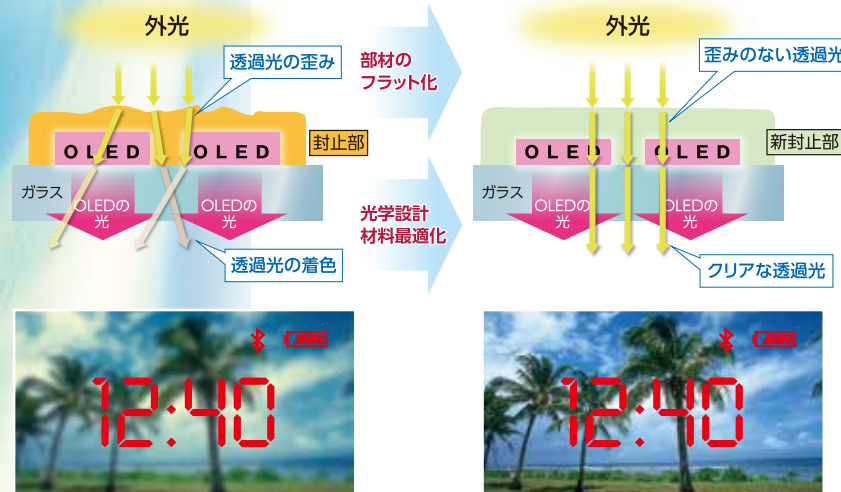 外光
透過光の歪み
OLED
OLED
封止部
ガラス
OLEDの
光
OLEDの
光
透過光の着色
部材の
フラット化
光学設計
材料最適化
外光
歪みのない透過光
OLED
OLED
新封止部
ガラス
OLEDの
光
OLEDの
光
クリアな透過光
12:40
12:40